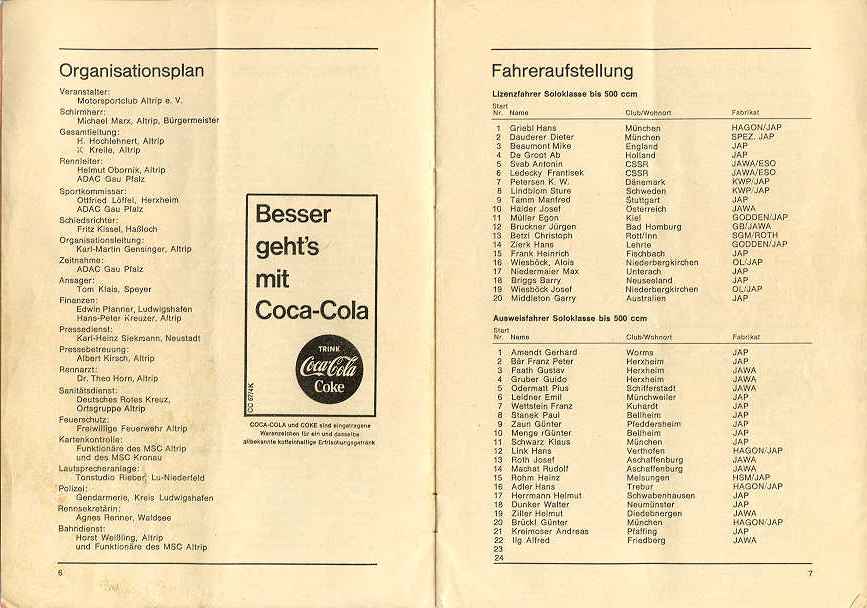 Organisationsplan
Veranstalter:
Motorsportclub Altrip e. V.
Schirmherr:
Michael Marx, Altrip, Bürgermeister
Gesamtleitung:
H. Hochlehnert, Altrip
K. Kreile, Altrip
Rennleiter:
Helmut Obornik, Altrip
ADAC Gau Pfalz
Sportkommissar:
Ottfried Löffel, Herxheim
ADAC Gau Pfalz
Schiedsrichter:
Fritz Kissel, Haßloch
Organisationsleitung:
Karl-Martin Gensinger, Altrip
Zeitnahme:
ADAC Gau Pfalz
Ansager:
Tom Klais, Speyer
Finanzen:
Edwin Pfanner, Ludwigshafen
Hans-Peter Kreuzer, Altrip
Pressedienst:
Karl-Heinz Siekmann, Neustadt
Pressebetreuung:
Albert Kirsch, Altrip
Rennarzt:
Dr. Theo Horn, Altrip
Sanitätsdienst:
Deutsches Rotes Kreuz,
Ortsgruppe Altrip
Feuerschutz:
Freiwillige Feuerwehr Altrip
Kartenkontrolle:
Funktionäre des MSC Altrip
und des MSC Kronau
Lautsprecheranlage:
Tonstudio Rieber, Lu-Niederfeld
Polizei:
Gendarmerie, Kreis Ludwigshafen
Rennsekretärin:
Agnes Renner, Waldsee
Bahndienst:
Horst Weißling, Altrip
und Funktionäre des MSC Altrip
6
Besser
geht's
mit
Coca-Cola
TRINK
Coca-Cola
Coke
CC 67/4K
COCA-COLA und COKE sind eingetragene
Warenzeichen für ein und dasselbe
allbekannte koffeinhaltige Erfrischungsgetränk
Fahreraufstellung
Lizenzfahrer Soloklasse bis 500 ccm
Start
Nr. Name Club/Wohnort Fabrikat
1 Griebl Hans München HAGON/JAP
2 Dauderer Dieter München SPEZ. JAP
3 Beaumont Mike England JAP
4 De Groot Ab Holland JAP
5 Svab Antonin CSSR JAWA/ESO
6 Ledecky Frantisek CSSR JAWA/ESO
7 Petersen K. W. Dänemark KWP/JAP
8 Lindblom Sture Schweden KWP/JAP
9 Tamm Manfred Stuttgart JAP
10 Haider Josef Österreich JAWA
11 Müller Egon Kiel GODDEN/JAP
12 Bruckner Jürgen Bad Homburg GB/JAWA
13 Betzl Christoph Rott/Inn SGM/ROTH
14 Zierk Hans Lehrte GODDEN/JAP
15 Frank Heinrich Fischbach JAP
16 Wiesböck, Alois Niederbergkirchen OL/JAP
17 Niedermaier Max Unterach JAP
18 Briggs Barry Neuseeland JAP
19 Wiesböck Josef Niederbergkirchen OL/JAP
20 Middleton Garry Australien JAP
Ausweisfahrer Soloklasse bis 500 ccm
Start
Nr. Name Club/Wohnort Fabrikat
1 Amendt Gerhard Worms JAP
2 Bär Franz Peter Herxheim JAP
3 Faath Gustav Herxheim JAWA
4 Gruber Guido Herxheim JAWA
5 Odermatt Plus Schifferstadt JAWA
6 Leidner Emil Münchweiler JAP
7 Wettstein Franz Kuhardt JAP
8 Stanek Paul Bellheim JAP
9 Zaun Günter Pfeddersheim JAP
10 Menge rGünter Bellheim JAP
11 Schwarz Klaus München JAP
12 Link Hans Verthofen HAGON/JAP
13 Roth Josef Aschaffenburg JAWA
14 Machat Rudolf Aschaffenburg JAWA
15 Rohm Heinz Melsungen HSM/JAP
16 Adler Hans Trebur HAGON/JAP
17 Herrmann Helmut Schwabenhausen JAP
18 Dunker Walter Neumünster JAP
19 Ziller Helmut Diedebnergen JAWA
20 Brückl Günter München HAGON/JAP
21 Kreimoser Andreas Pfaffing JAP
22 Ilg Alfred Friedberg JAWA
23
24
7